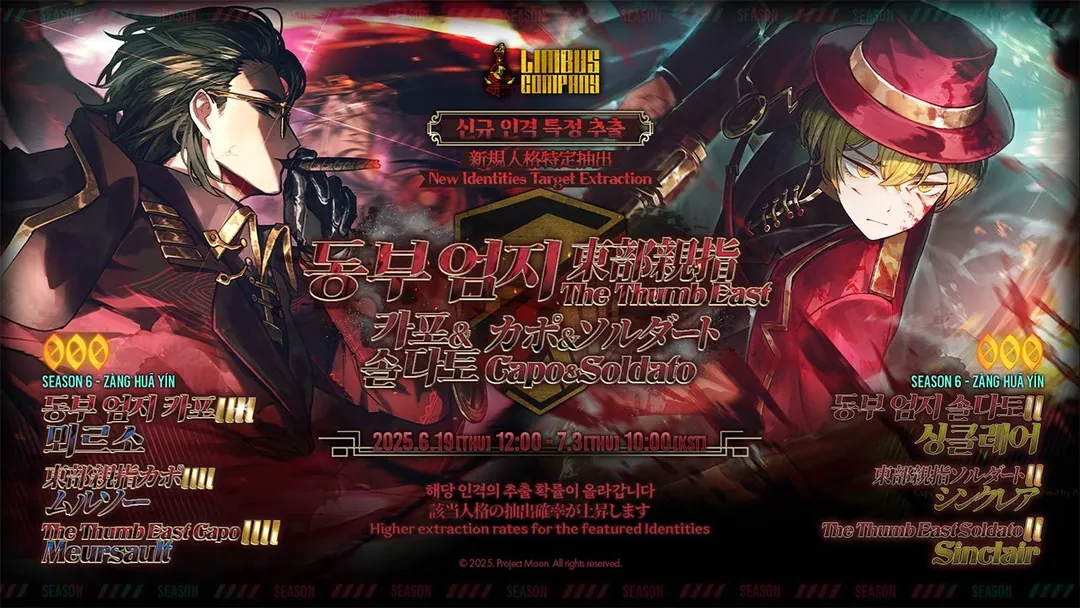 LIMBUS
COMPANY
신규 인격 특정 추출
新規人格特定抽出
New Identities Target Extraction
동부 엄지 東部親指
The Thumb East
카포& カポ&ソルダート
솔다토 Capo&Soldato
2025.6.19(THU) 12:00 - 7.3(THU) 10:00(KST)
해당 인격의 추출 확률이 올라갑니다
該当人格の抽出確率が上昇します
Higher extraction rates for the featured Identities
© 2025. Project Moon. All rights reserved.
000
SEASON 6 - ZÀNG HUĀ YÍN
동부 엄지 카포IIII
뫼르소
東部親指カポIIII
ムルソー
The Thumb East Capo IIII
Meursault
000
SEASON 6 - ZÀNG HUĀ YÍN
동부 엄지 솔다토II
싱클레어
東部親指ソルダートII
シンクレア
The Thumb East Soldato II
Sinclair